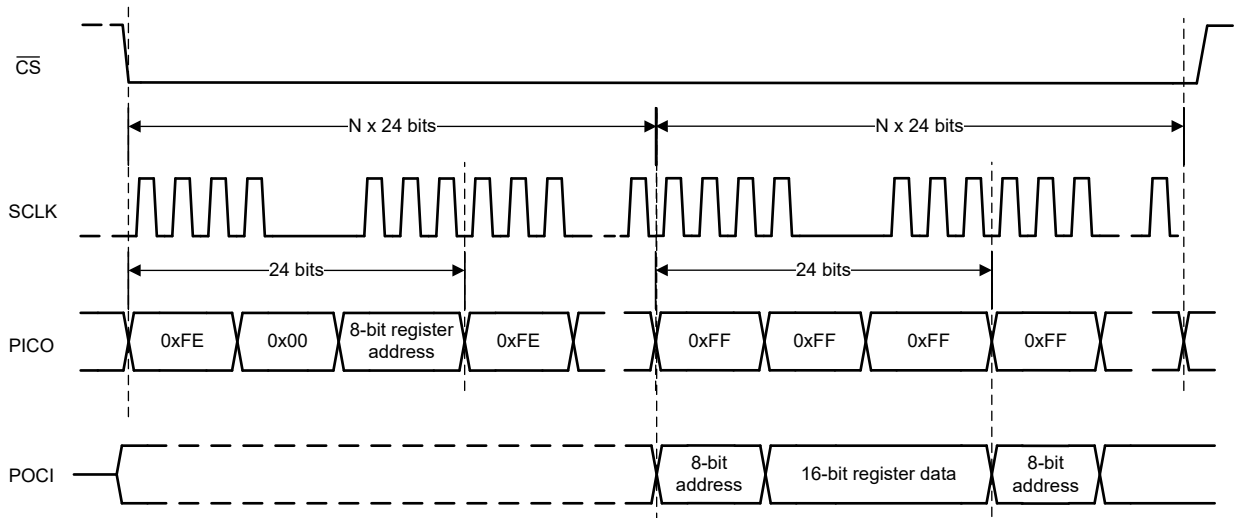 CS
N x 24 bits N x 24 bits
SCLK
24 bits 24 bits
PICO 0xFE 0x00 8-bit register address 0xFE 0xFF 0xFF 0xFF 0xFF
POCI 8-bit address 16-bit register data 8-bit address